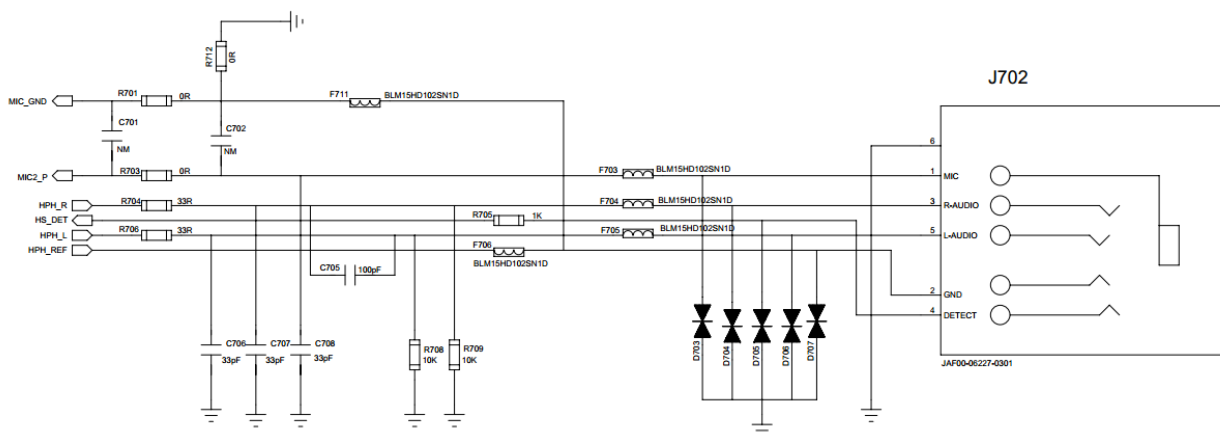 J702
R712
0R
R701
0R
F711
BLM15HD102SN1D
MIC_GND
C701
NM
C702
NM
6
MIC2_P
R703
0R
F703
BLM15HD102SN1D
1
MIC
HPH_R
R704
33R
F704
BLM15HD102SN1D
3
R-AUDIO
HS_DET
R705
1K
HPH_L
R706
33R
F705
BLM15HD102SN1D
5
L-AUDIO
HPH_REF
F706
BLM15HD102SN1D
C705
100pF
2
GND
4
DETECT
C706
33pF
C707
33pF
C708
33pF
R708
10K
R709
10K
D703
D704
D705
D706
D707
JAF00-06227-0301